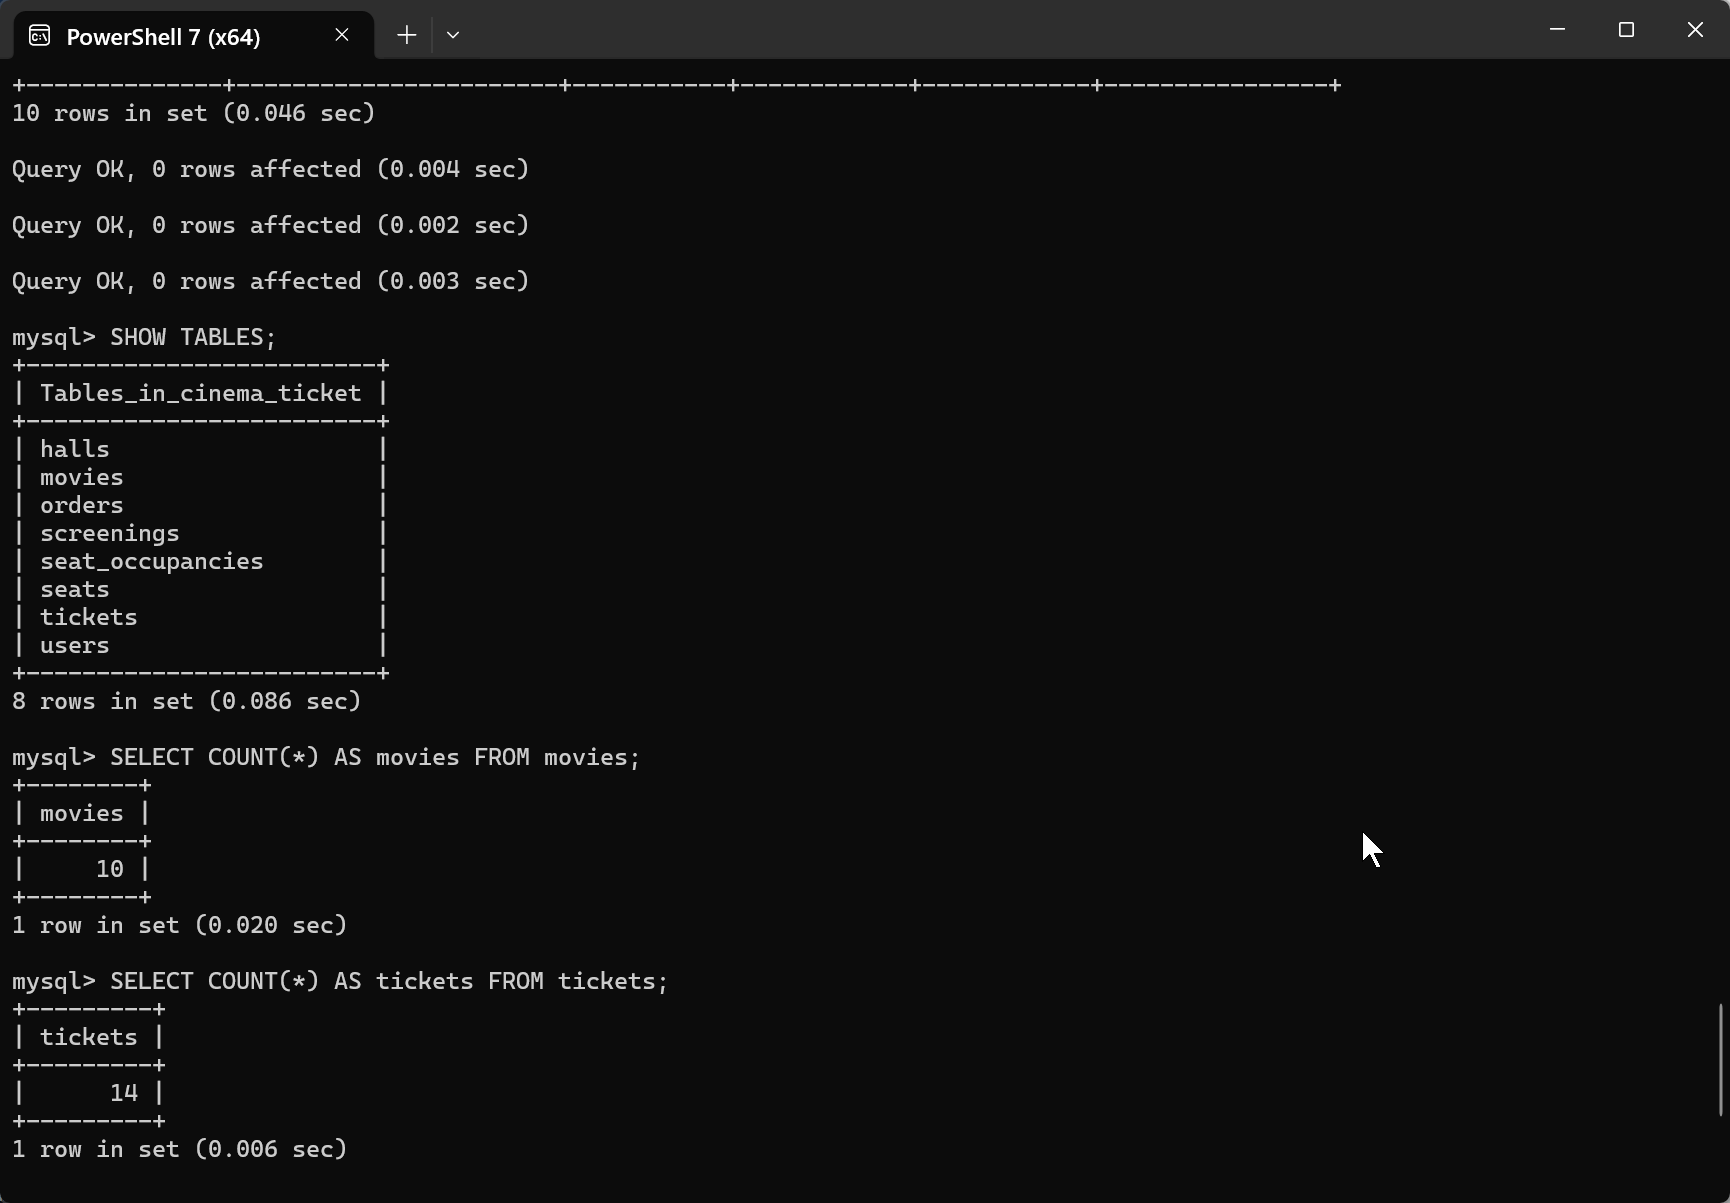 PowerShell 7 (x64)
+--------------+-----------------------+-----------+------------+------------+----------------+
10 rows in set (0.046 sec)
Query OK, 0 rows affected (0.004 sec)
Query OK, 0 rows affected (0.002 sec)
Query OK, 0 rows affected (0.003 sec)
mysql> SHOW TABLES;
+-------------------------+
| Tables_in_cinema_ticket |
+-------------------------+
| halls                   |
| movies                  |
| orders                  |
| screenings              |
| seat_occupancies        |
| seats                   |
| tickets                 |
| users                   |
+-------------------------+
8 rows in set (0.086 sec)
mysql> SELECT COUNT(*) AS movies FROM movies;
+--------+
| movies |
+--------+
|     10 |
+--------+
1 row in set (0.020 sec)
mysql> SELECT COUNT(*) AS tickets FROM tickets;
+---------+
| tickets |
+---------+
|      14 |
+---------+
1 row in set (0.006 sec)